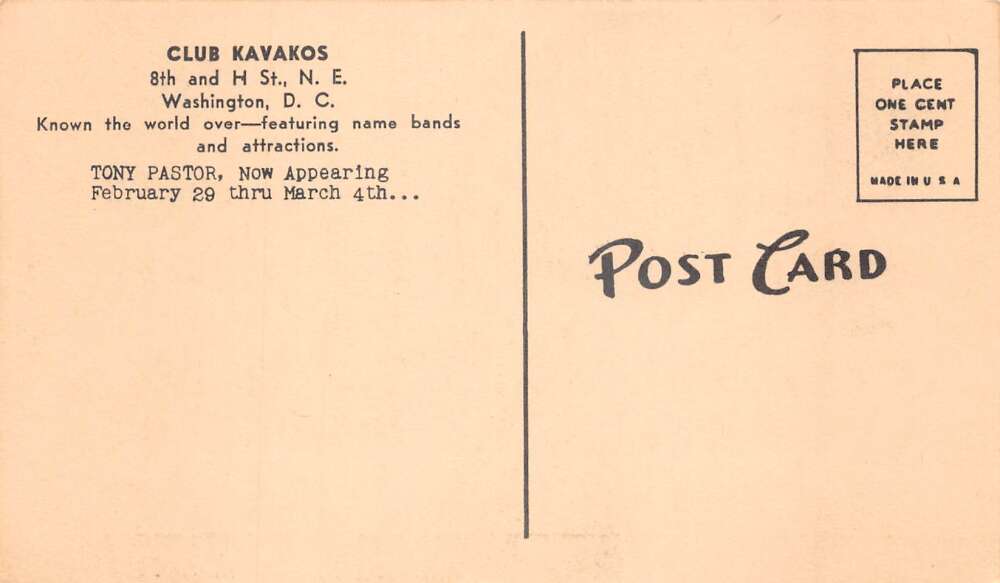 CLUB KAVAKOS
8th and H St., N. E.
Washington, D. C.
Known the world over—featuring name bands
and attractions.
TONY PASTOR, Now Appearing
February 29 thru March 4th...
PLACE
ONE CENT
STAMP
HERE
MADE IN U S A
POST CARD